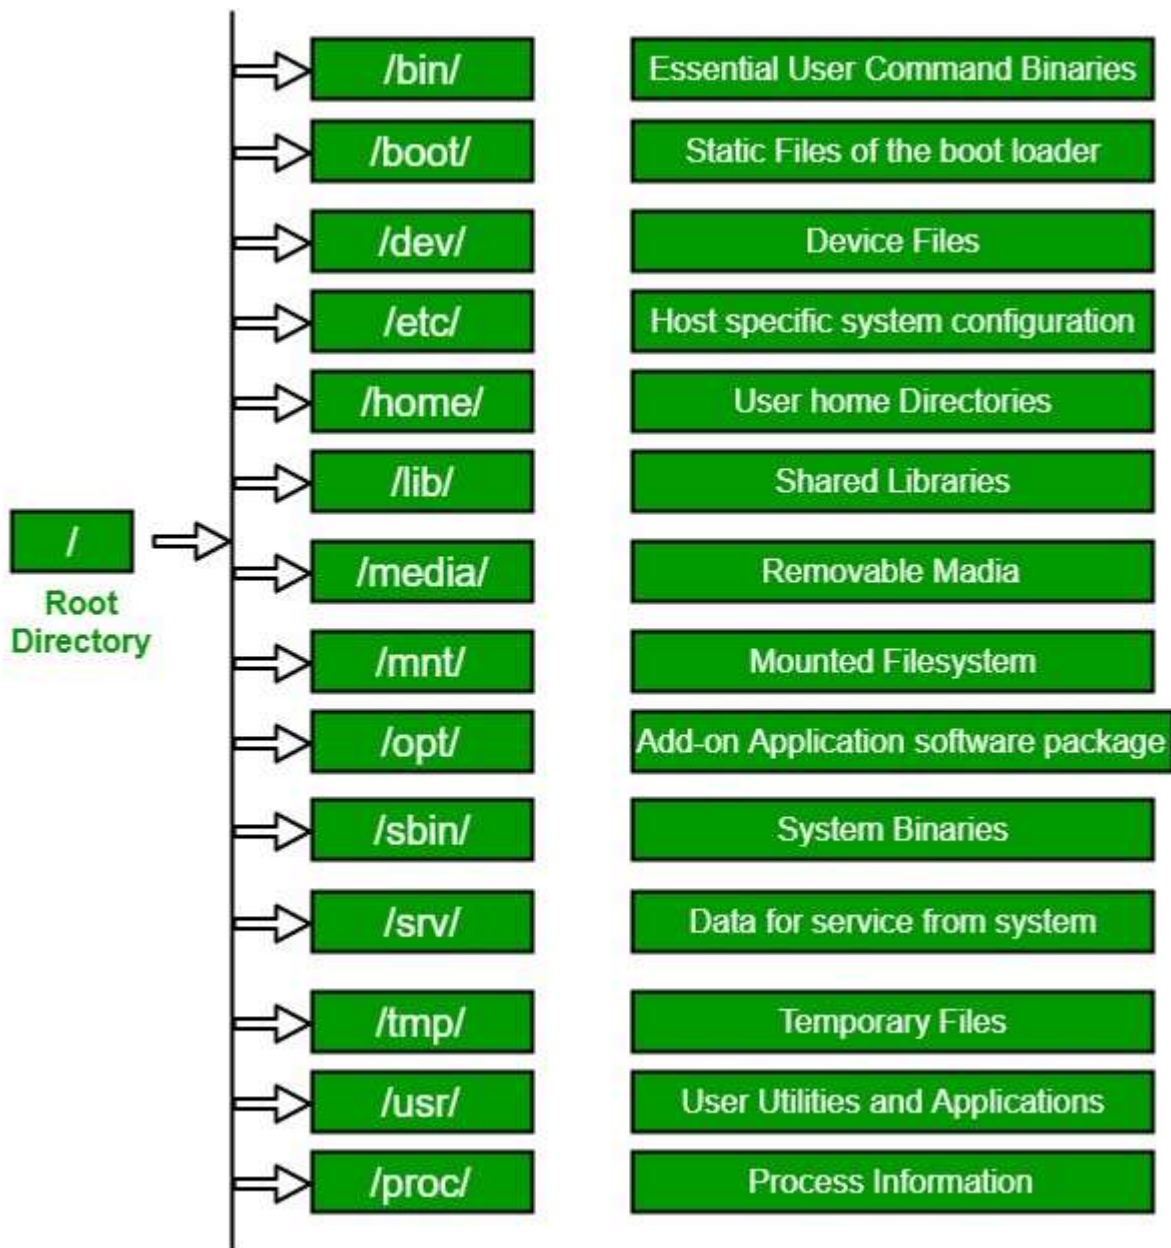 /bin/ Essential User Command Binaries
/boot/ Static Files of the boot loader
/dev/ Device Files
/etc/ Host specific system configuration
/home/ User home Directories
/lib/ Shared Libraries
/
Root
Directory
/media/ Removable Madia
/mnt/ Mounted Filesystem
/opt/ Add-on Application software package
/sbin/ System Binaries
/srv/ Data for service from system
/tmp/ Temporary Files
/usr/ User Utilities and Applications
/proc/ Process Information